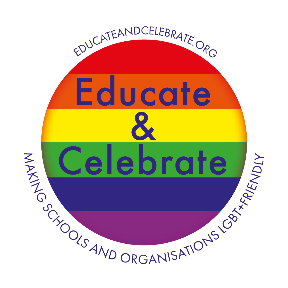 EDUCATEANDCELEBRATE.ORG
Educate
&
Celebrate
MAKING SCHOOLS AND ORGANISATIONS LGBT+FRIENDLY